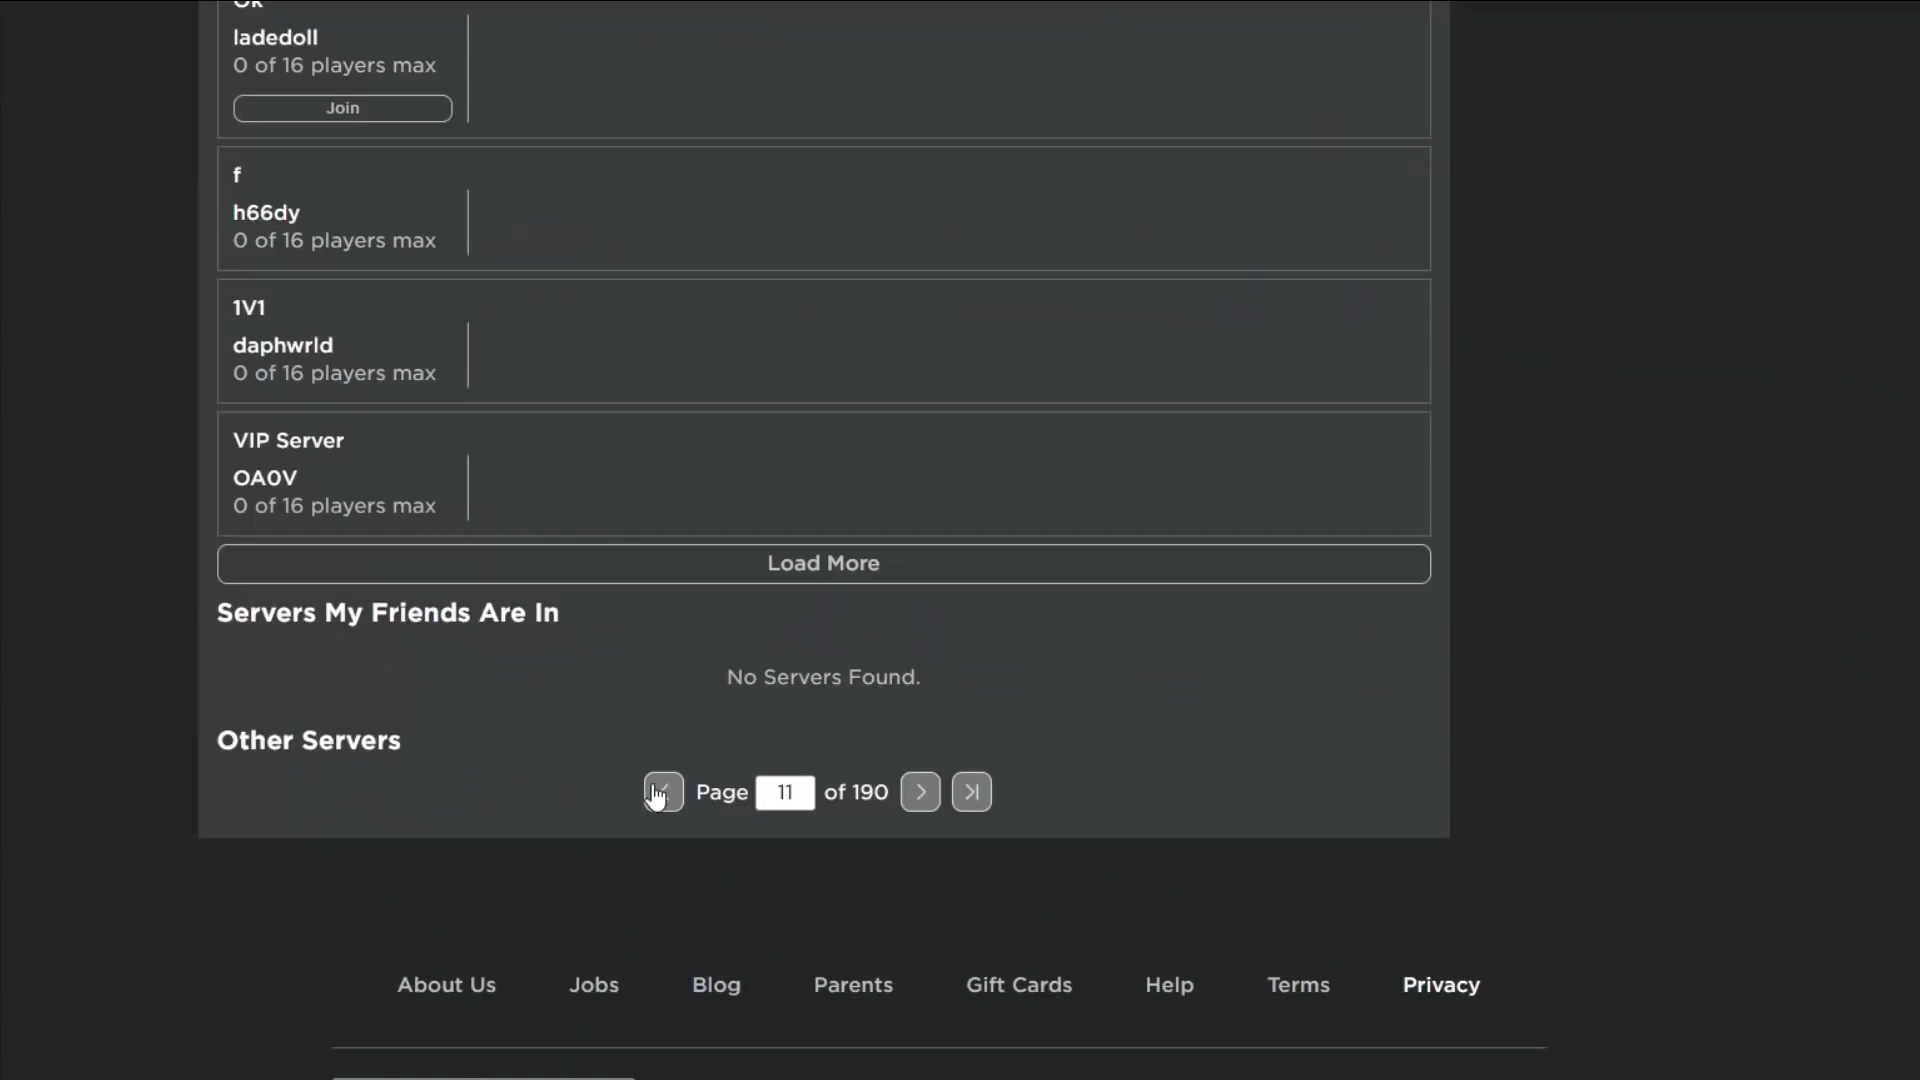 Ok
ladedoll
0 of 16 players max
Join
f
h66dy
0 of 16 players max
1V1
daphwrld
0 of 16 players max
VIP Server
OA0V
0 of 16 players max
Load More
Servers My Friends Are In
No Servers Found.
Other Servers
Page 11 of 190
About Us Jobs Blog Parents Gift Cards Help Terms Privacy